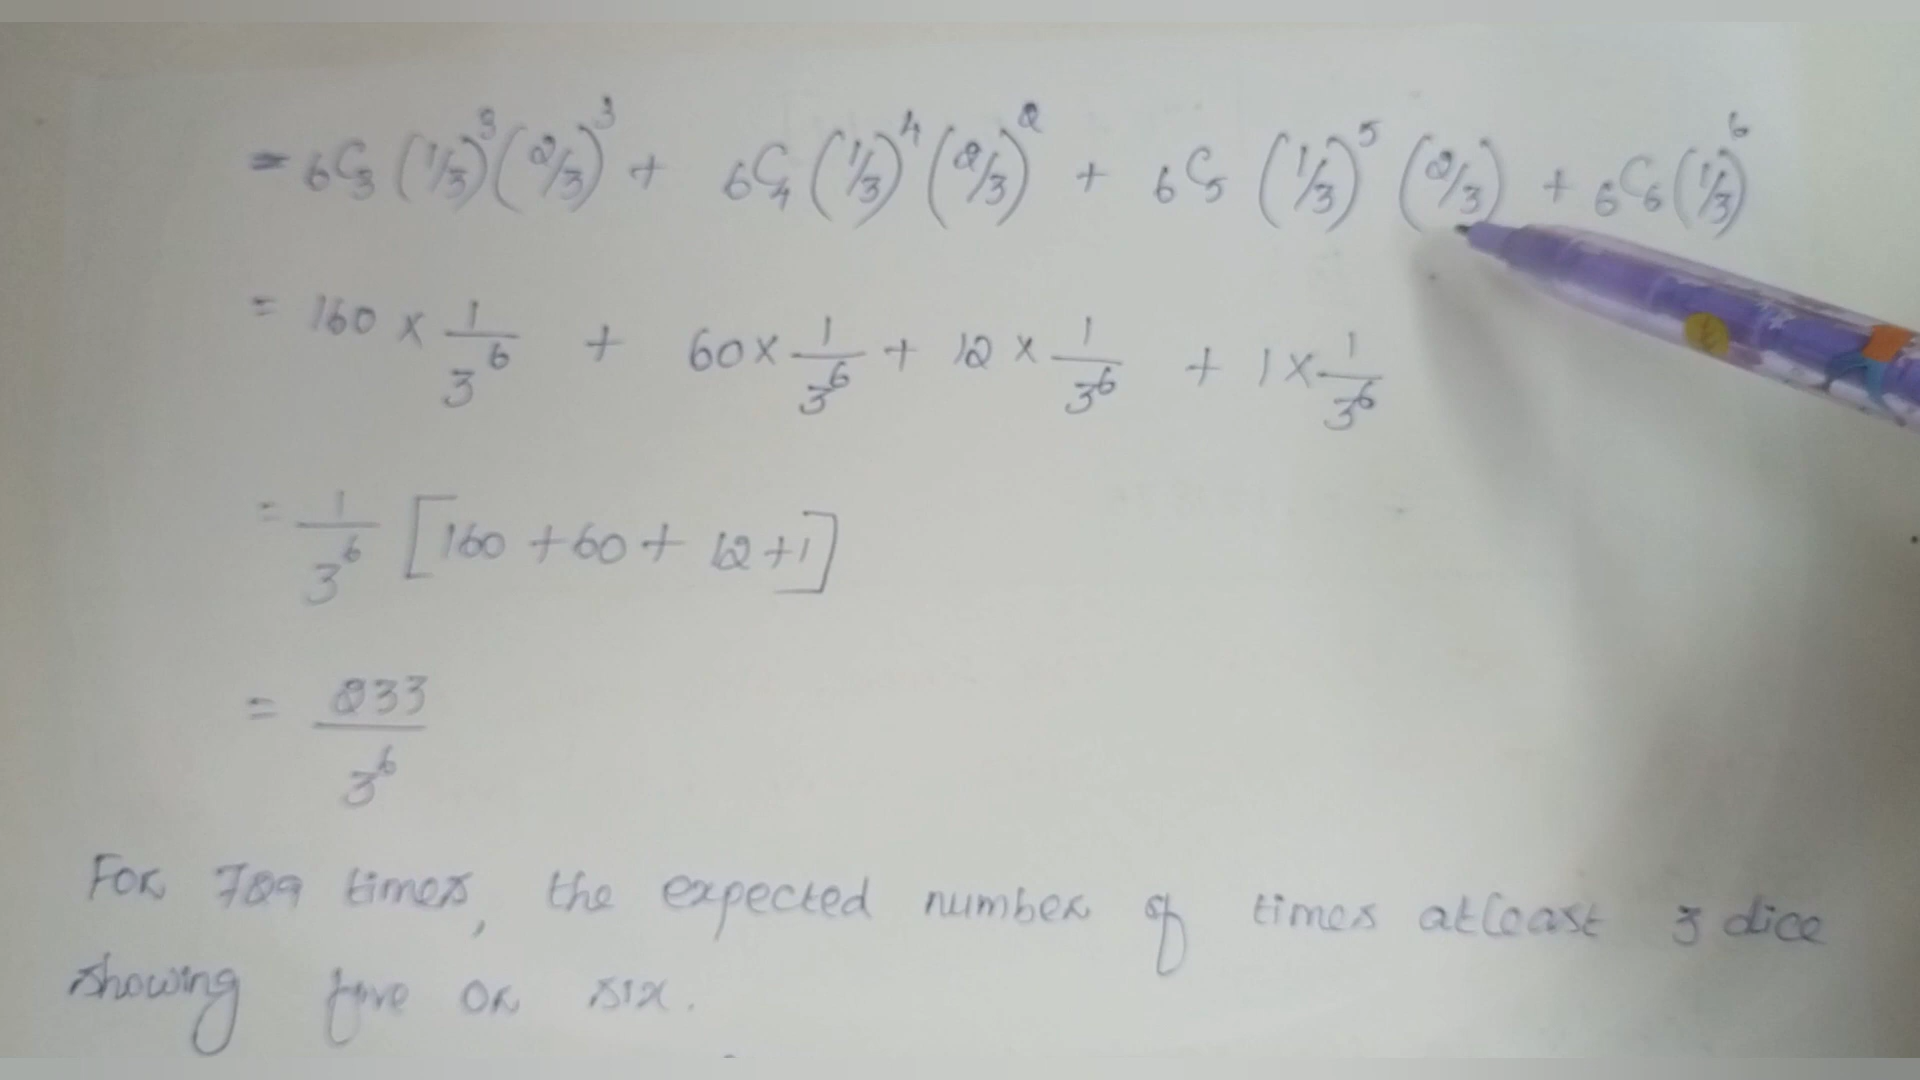 = 6C3 (1/3)^3 (2/3)^3 + 6C4 (1/3)^4 (2/3)^2 + 6C5 (1/3)^5 (2/3) + 6C6 (1/3)^6
= 160 × 1/3^6 + 60 × 1/3^6 + 12 × 1/3^6 + 1 × 1/3^6
= 1/3^6 [160 + 60 + 12 + 1]
= 233/3^6
For 729 times, the expected number of times atleast 3 dice
showing five or six.